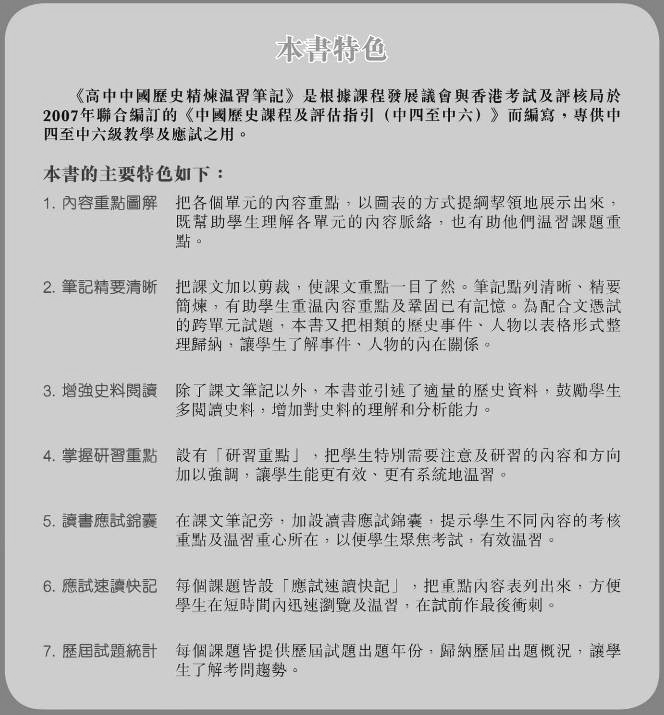 本書特色
《高中中國歷史精煉温習筆記》是根據課程發展議會與香港考試及評核局於
2007年聯合編訂的《中國歷史課程及評估指引（中四至中六）》而編寫，專供中
四至中六級教學及應試之用。
本書的主要特色如下：
1. 內容重點圖解 把各個單元的內容重點，以圖表的方式提綱挈領地展示出來，
既幫助學生理解各單元的內容脈絡，也有助他們温習課題重
點。
2. 筆記精要清晰 把課文加以剪裁，使課文重點一目了然。筆記點列清晰、精要
簡煉，有助學生重温內容重點及鞏固已有記憶。為配合文憑試
的跨單元試題，本書又把相類的歷史事件、人物以表格形式整
理歸納，讓學生了解事件、人物的內在關係。
3. 增強史料閱讀 除了課文筆記以外，本書並引述了適量的歷史資料，鼓勵學生
多閱讀史料，增加對史料的理解和分析能力。
4. 掌握研習重點 設有「研習重點」，把學生特別需要注意及研習的內容和方向
加以強調，讓學生能更有效、更有系統地温習。
5. 讀書應試錦囊 在課文筆記旁，加設讀書應試錦囊，提示學生不同內容的考核
重點及温習重心所在，以便學生聚焦考試，有效温習。
6. 應試速讀快記 每個課題皆設「應試速讀快記」，把重點內容表列出來，方便
學生在短時間內迅速瀏覽及温習，在試前作最後衝刺。
7. 歷屆試題統計 每個課題皆提供歷屆試題出題年份，歸納歷屆出題概況，讓學
生了解考問趨勢。